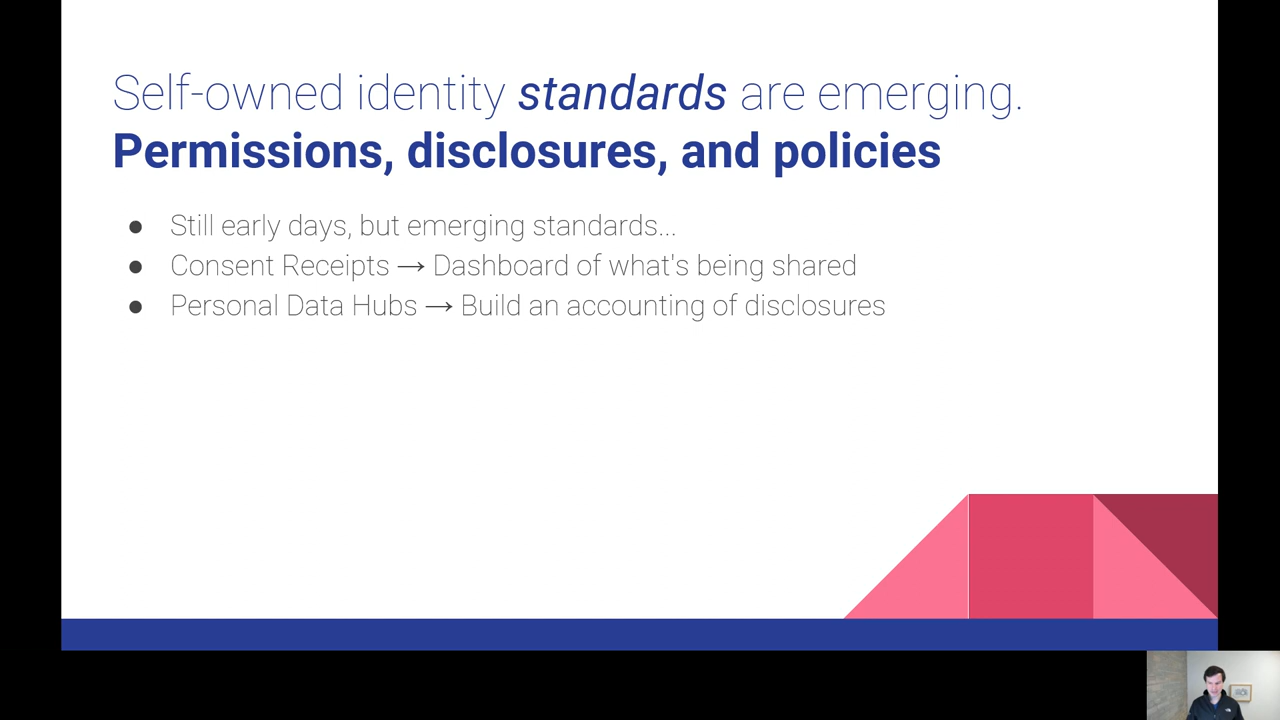 Self-owned identity standards are emerging.
Permissions, disclosures, and policies
● Still early days, but emerging standards...
● Consent Receipts → Dashboard of what's being shared
● Personal Data Hubs → Build an accounting of disclosures